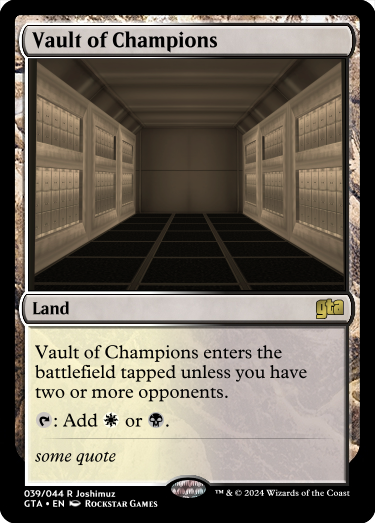 Vault of Champions
Land
gta
Vault of Champions enters the
battlefield tapped unless you have
two or more opponents.
: Add or .
some quote
039/044 R Joshimuz
GTA • EN Rockstar Games
™ & © 2024 Wizards of the Coast